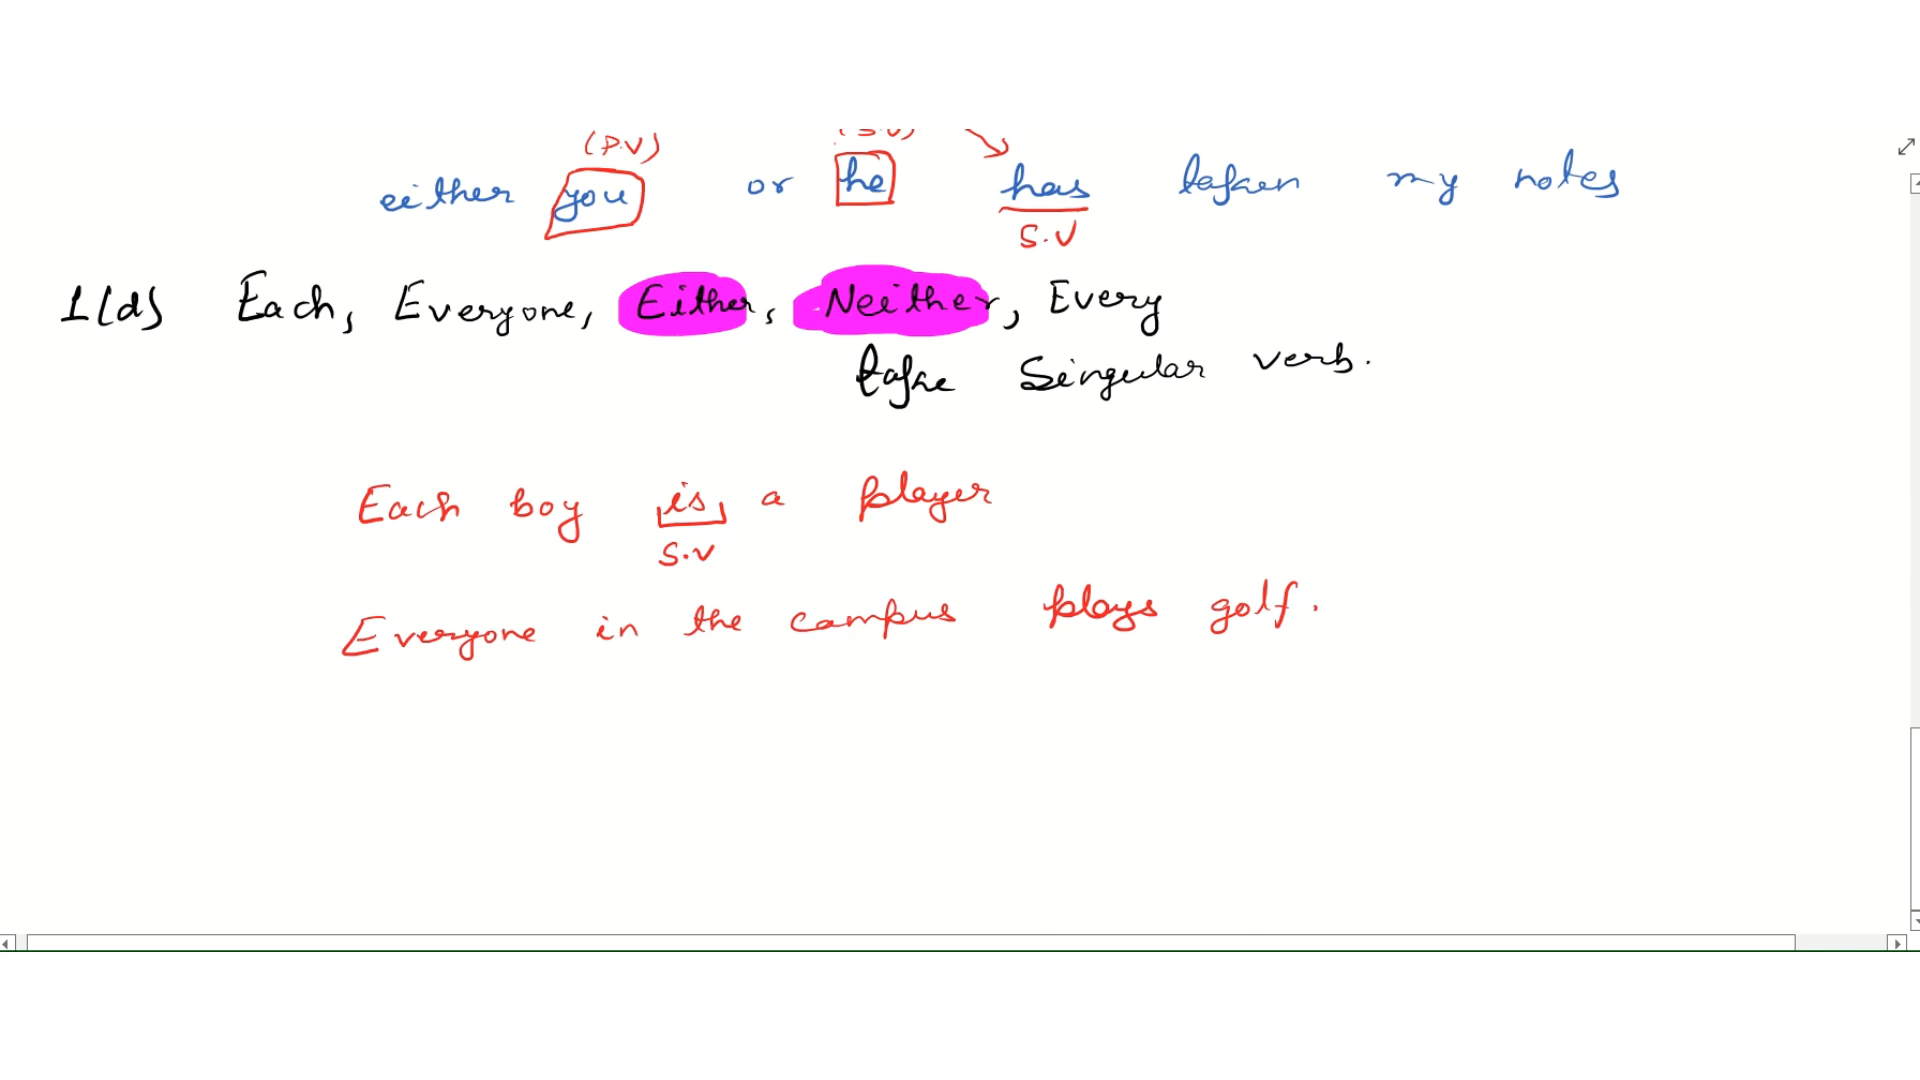 (P.V) (S.V)
either you or he has taken my notes
S.V
1(d) Each, Everyone, Either, Neither, Every
take Singular verb.
Each boy is a player
S.V
Everyone in the campus plays golf.